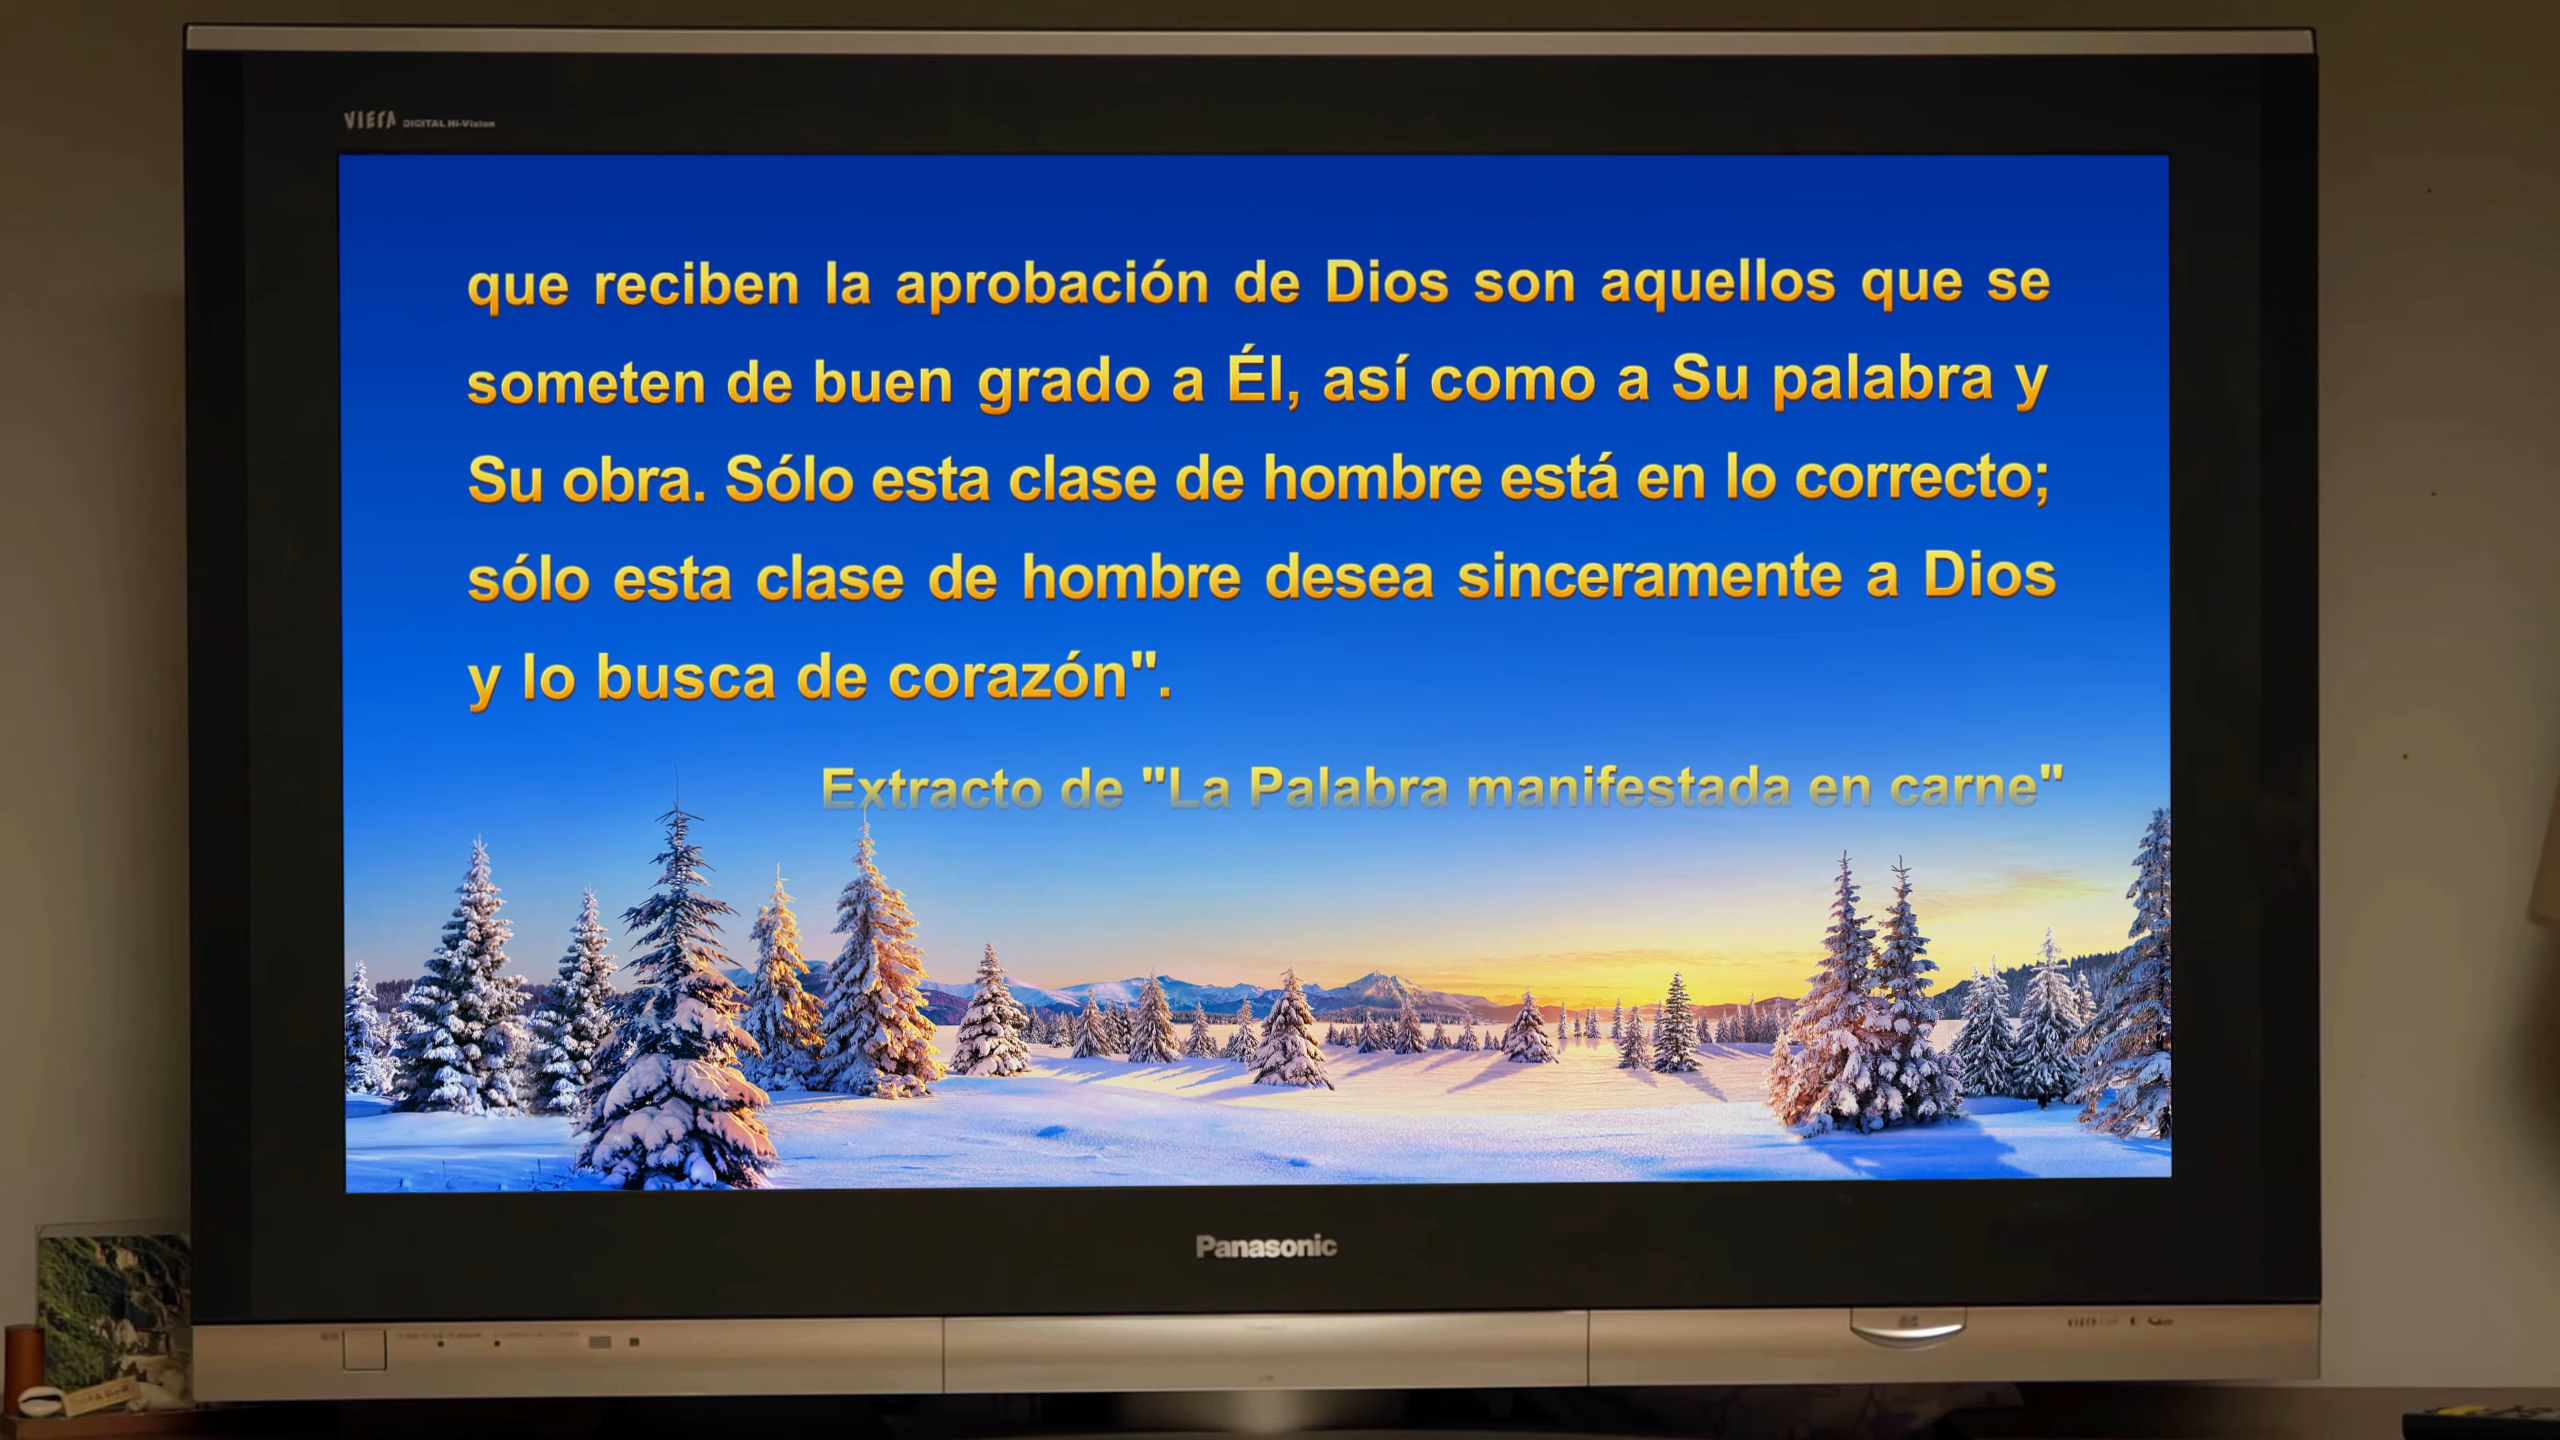 VIERA DIGITAL Hi-Vision
que reciben la aprobación de Dios son aquellos que se
someten de buen grado a Él, así como a Su palabra y
Su obra. Sólo esta clase de hombre está en lo correcto;
sólo esta clase de hombre desea sinceramente a Dios
y lo busca de corazón".
Extracto de "La Palabra manifestada en carne"
Panasonic